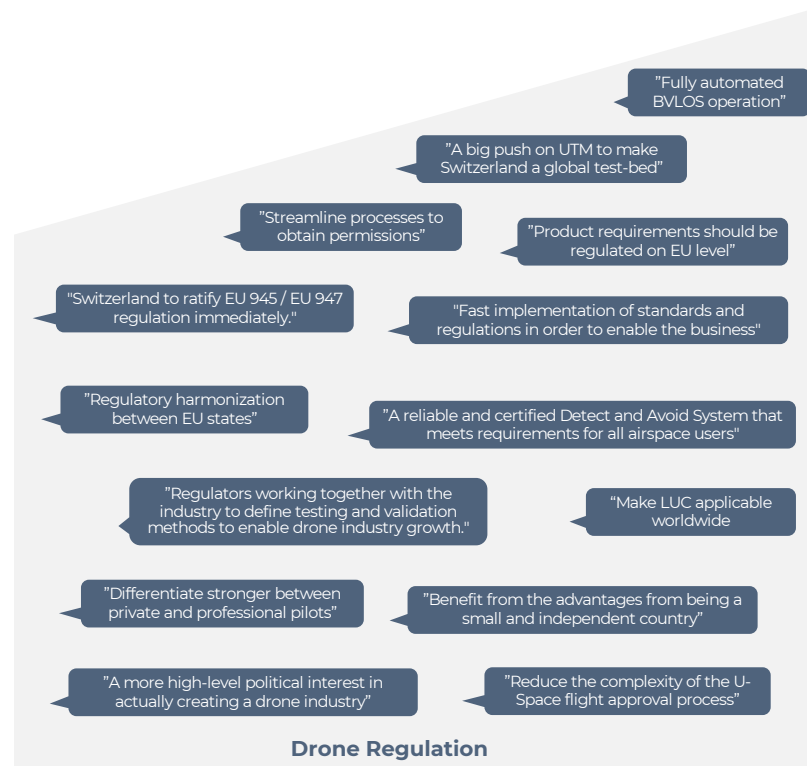 ”Fully automated
BVLOS operation”
”A big push on UTM to make
Switzerland a global test-bed”
”Streamline processes to
obtain permissions”
”Product requirements should be
regulated on EU level”
"Switzerland to ratify EU 945 / EU 947
regulation immediately."
"Fast implementation of standards and
regulations in order to enable the business"
”Regulatory harmonization
between EU states”
”A reliable and certified Detect and Avoid System that
meets requirements for all airspace users"
”Regulators working together with the
industry to define testing and validation
methods to enable drone industry growth."
“Make LUC applicable
worldwide
”Differentiate stronger between
private and professional pilots”
”Benefit from the advantages from being a
small and independent country”
”A more high-level political interest in
actually creating a drone industry”
”Reduce the complexity of the U-
Space flight approval process”
Drone Regulation